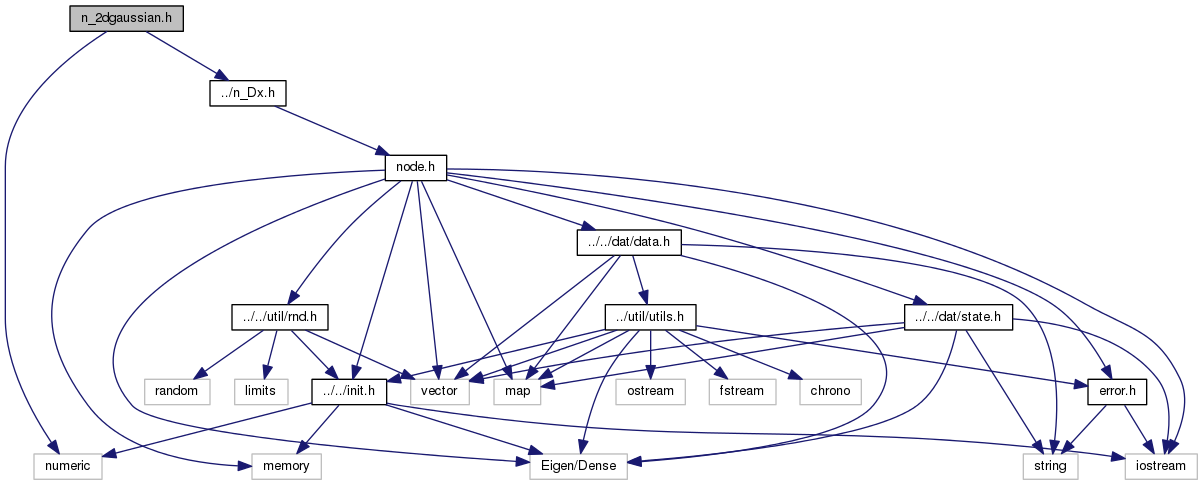 n_2dgaussian.h
../n_Dx.h
node.h
../../dat/data.h
../../util/rnd.h
../util/utils.h
../../dat/state.h
random
limits
../../init.h
vector
map
ostream
fstream
chrono
error.h
numeric
memory
Eigen/Dense
string
iostream